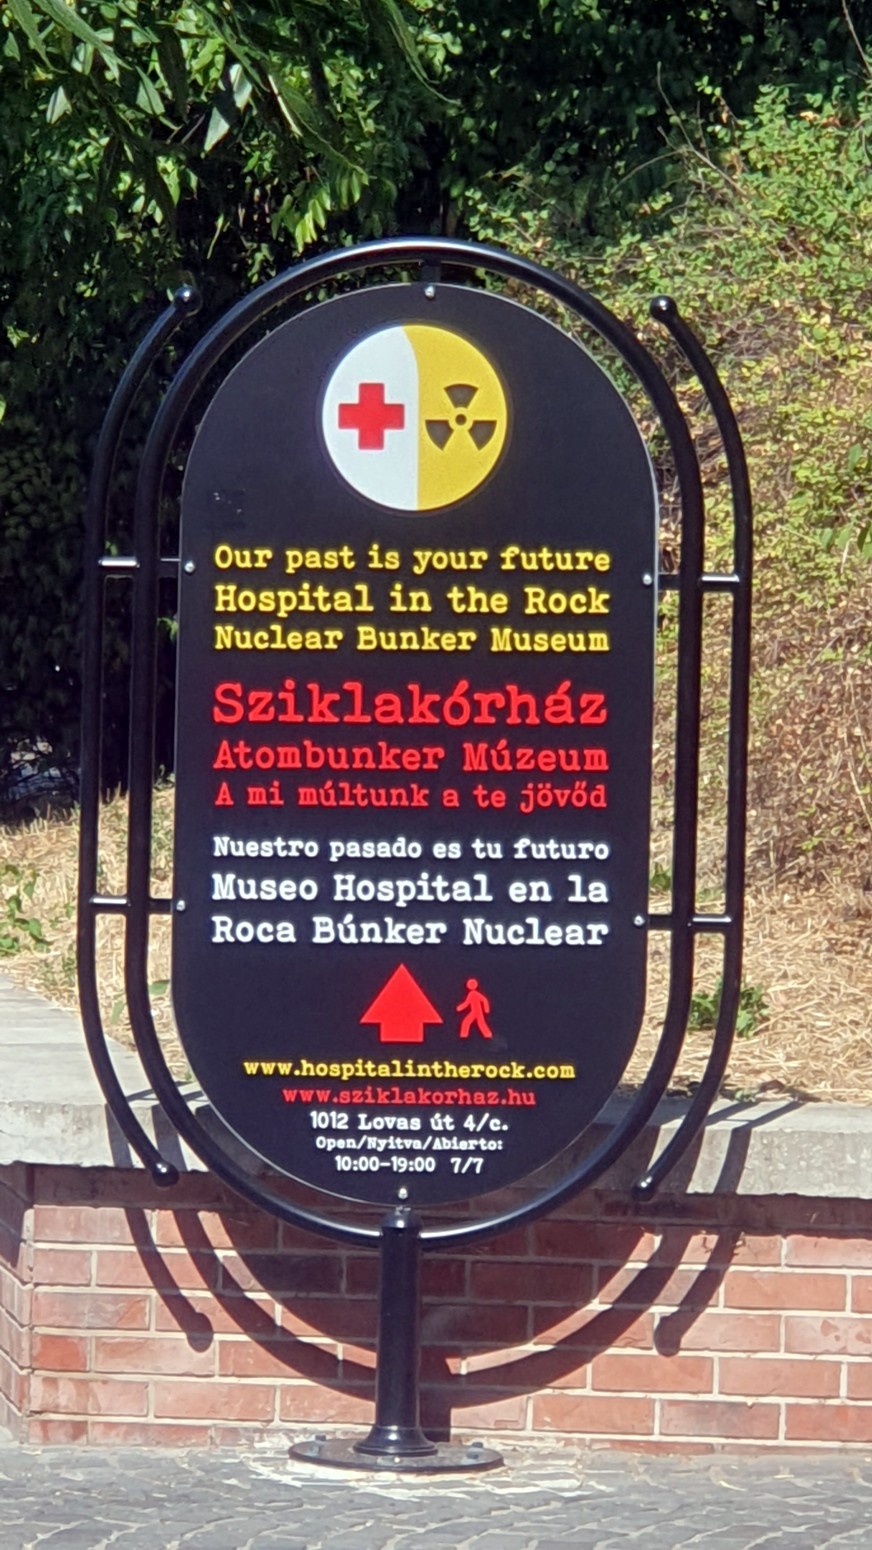 Our past is your future
Hospital in the Rock
Nuclear Bunker Museum
Sziklakórház
Atombunker Múzeum
A mi múltunk a te jövőd
Nuestro pasado es tu futuro
Museo Hospital en la
Roca Búnker Nuclear
www.hospitalintherock.com
www.sziklakorhaz.hu
1012 Lovas út 4/c.
Open/Nyitva/Abierto:
10:00-19:00 7/7